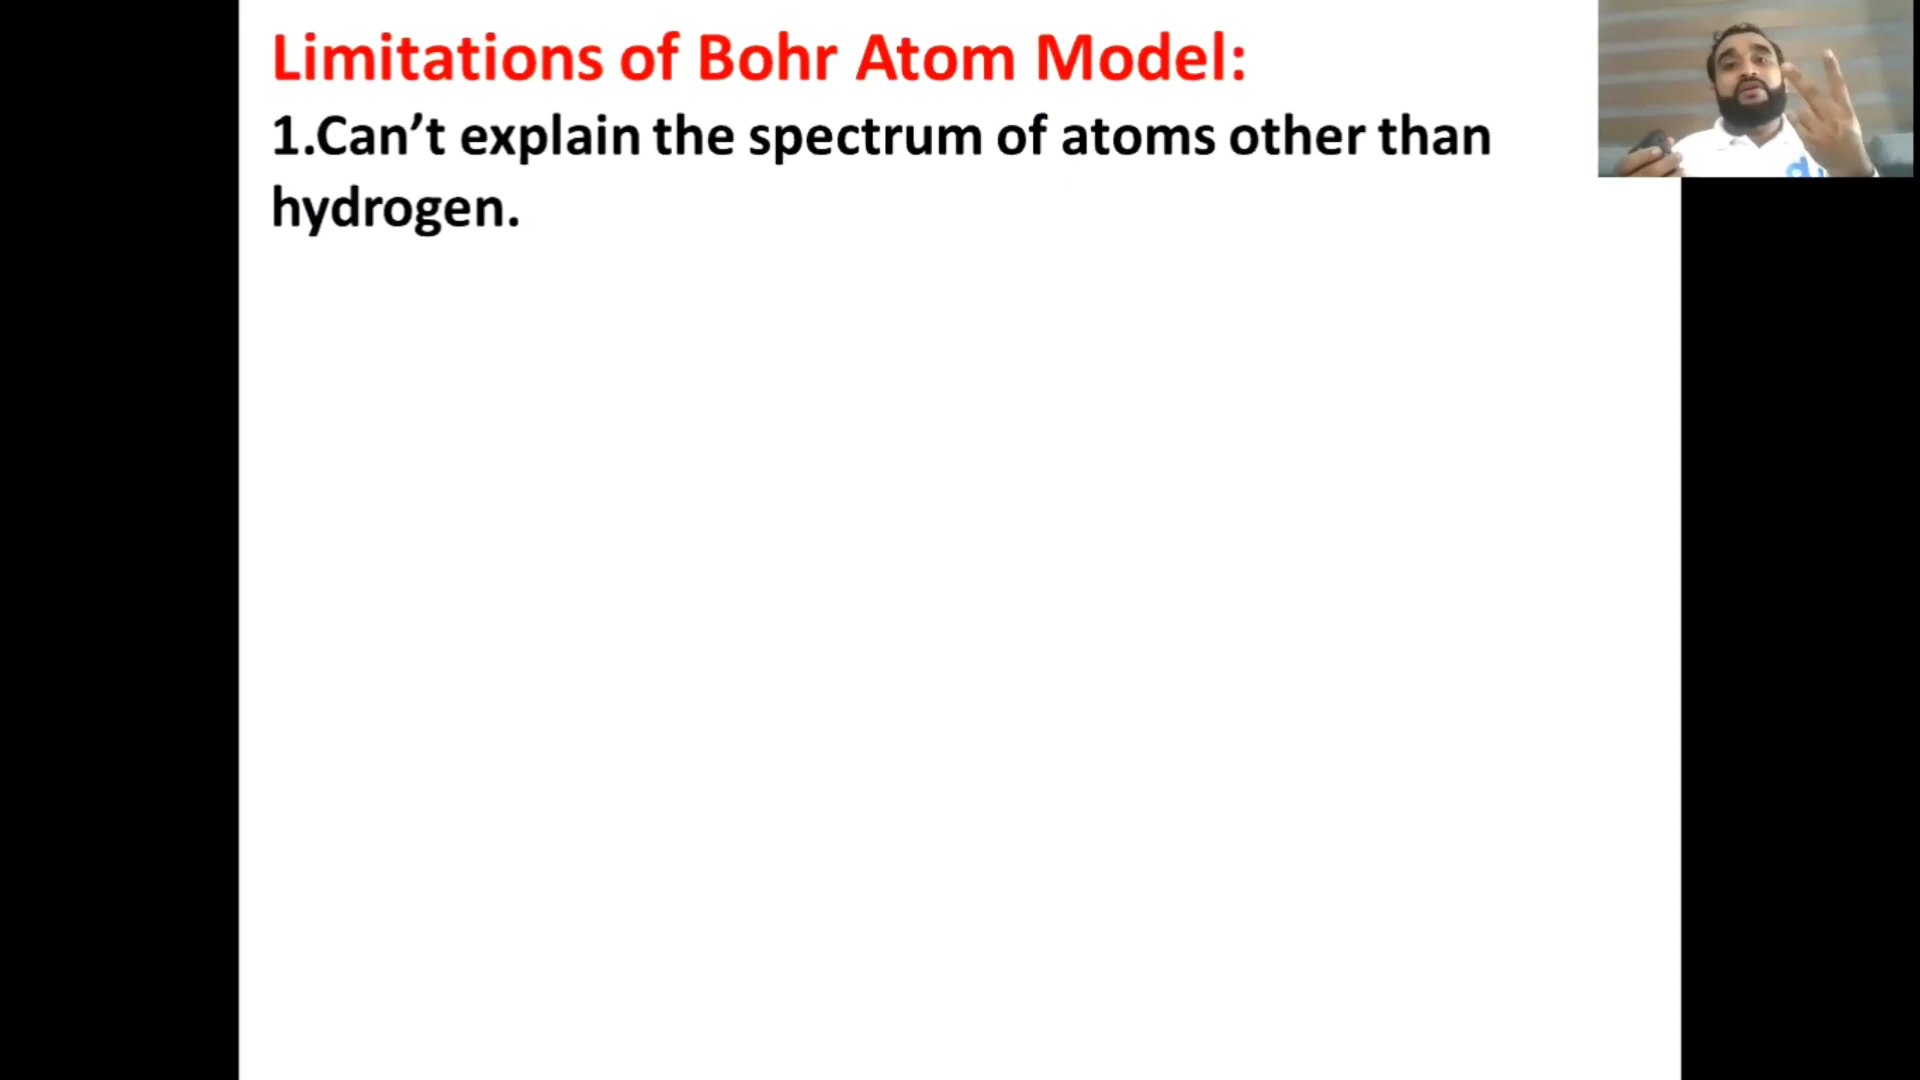 Limitations of Bohr Atom Model:
1.Can’t explain the spectrum of atoms other than
hydrogen.